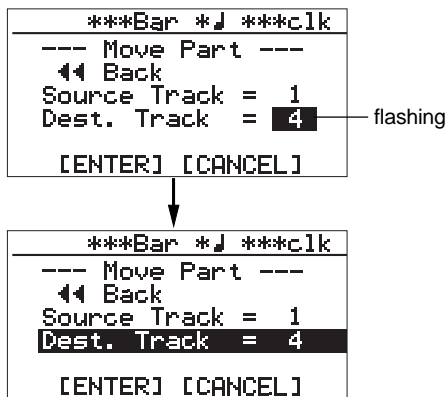 ***Bar *♩ ***clk
--- Move Part ---
◀◀ Back
Source Track = 1
Dest. Track = 4
flashing
[ENTER] [CANCEL]
***Bar *♩ ***clk
--- Move Part ---
◀◀ Back
Source Track = 1
Dest. Track = 4
[ENTER] [CANCEL]